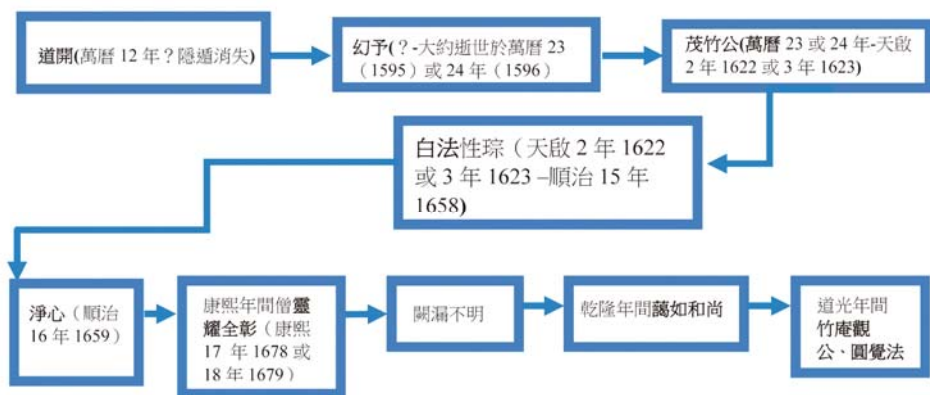 道開(萬曆 12 年？隱遁消失)
幻予(？-大約逝世於萬曆 23
（1595）或 24 年（1596）
茂竹公(萬曆 23 或 24 年-天啟
2 年 1622 或 3 年 1623)
白法性琮（天啟 2 年 1622
或 3 年 1623 –順治 15 年
1658)
淨心（順治
16 年 1659）
康熙年間僧靈
耀全彰（康熙
17 年 1678 或
18 年 1679）
闕漏不明
乾隆年間藹如和尚
道光年間
竹庵觀
公、圓覺法